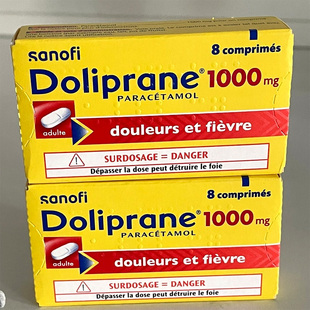 sanofi
8 comprimés
Doliprane® 1000 mg
PARACÉTAMOL
adulte
douleurs et fièvre
SURDOSAGE = DANGER
Dépasser la dose peut détruire le foie
sanofi
8 comprimés
Doliprane® 1000 mg
PARACÉTAMOL
adulte
douleurs et fièvre
SURDOSAGE = DANGER
Dépasser la dose peut détruire le foie